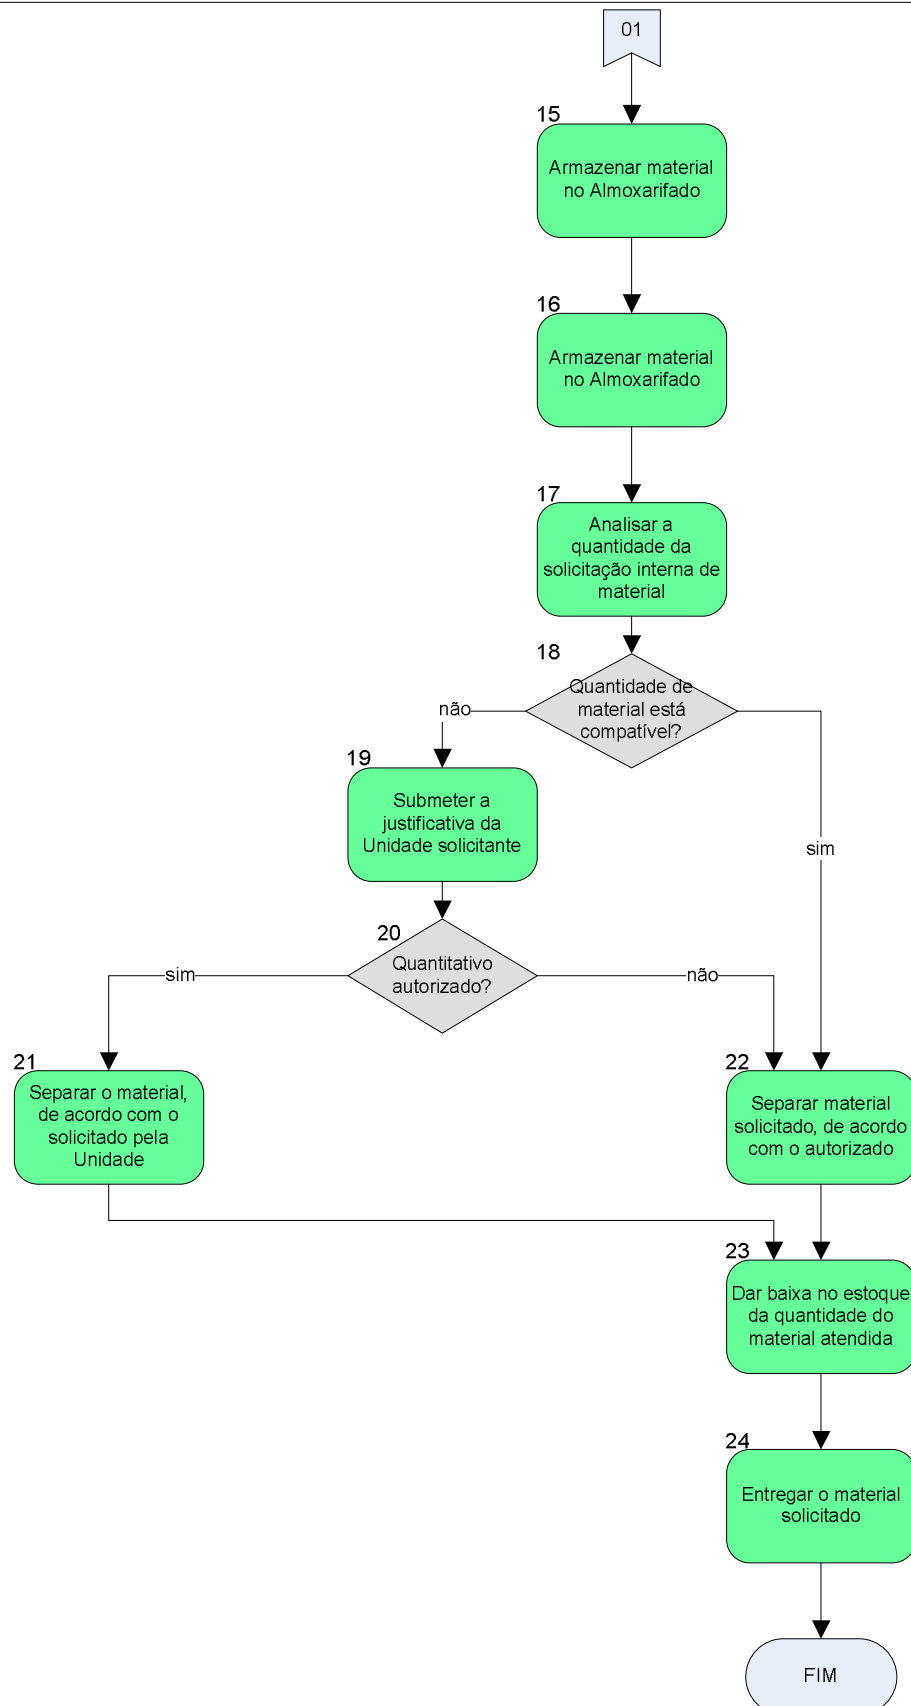 01
15
Armazenar material
no Almoxarifado
16
Armazenar material
no Almoxarifado
17
Analisar a
quantidade da
solicitação interna de
material
18
Quantidade de
material está
compatível?
não
sim
19
Submeter a
justificativa da
Unidade solicitante
20
Quantitativo
autorizado?
sim
não
21
Separar o material,
de acordo com o
solicitado pela
Unidade
22
Separar material
solicitado, de acordo
com o autorizado
23
Dar baixa no estoque
da quantidade do
material atendida
24
Entregar o material
solicitado
FIM